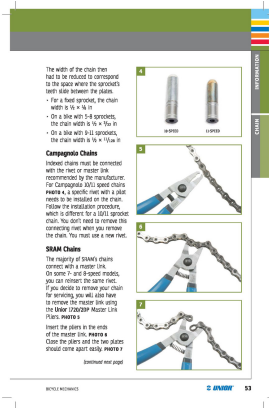 The width of the chain then
had to be reduced to correspond
to the space where the sprocket's
teeth slide between the plates.
• For a fixed sprocket, the chain
width is ½ × ⅛ in
• On a bike with 5-8 sprockets,
the chain width is ½ × ³/₃₂ in
• On a bike with 9-11 sprockets,
the chain width is ½ × ¹¹/₁₂₈ in
Campagnolo Chains
Indexed chains must be connected
with the rivet or master link
recommended by the manufacturer.
For Campagnolo 10/11 speed chains
PHOTO 4, a specific rivet with a pilot
needs to be installed on the chain.
Follow the installation procedure,
which is different for a 10/11 sprocket
chain. You don't need to remove this
connecting rivet when you remove
the chain. You must use a new rivet.
SRAM Chains
The majority of SRAM's chains
connect with a master link.
On some 7- and 8-speed models,
you can reinsert the same rivet.
If you decide to remove your chain
for servicing, you will also have
to remove the master link using
the Unior 1720/2DP Master Link
Pliers. PHOTO 5
Insert the pliers in the ends
of the master link. PHOTO 6
Close the pliers and the two plates
should come apart easily. PHOTO 7
(continued next page)
4
10-SPEED
11-SPEED
5
6
7
INFORMATION
CHAIN
BICYCLE MECHANICS
UNIOR
53